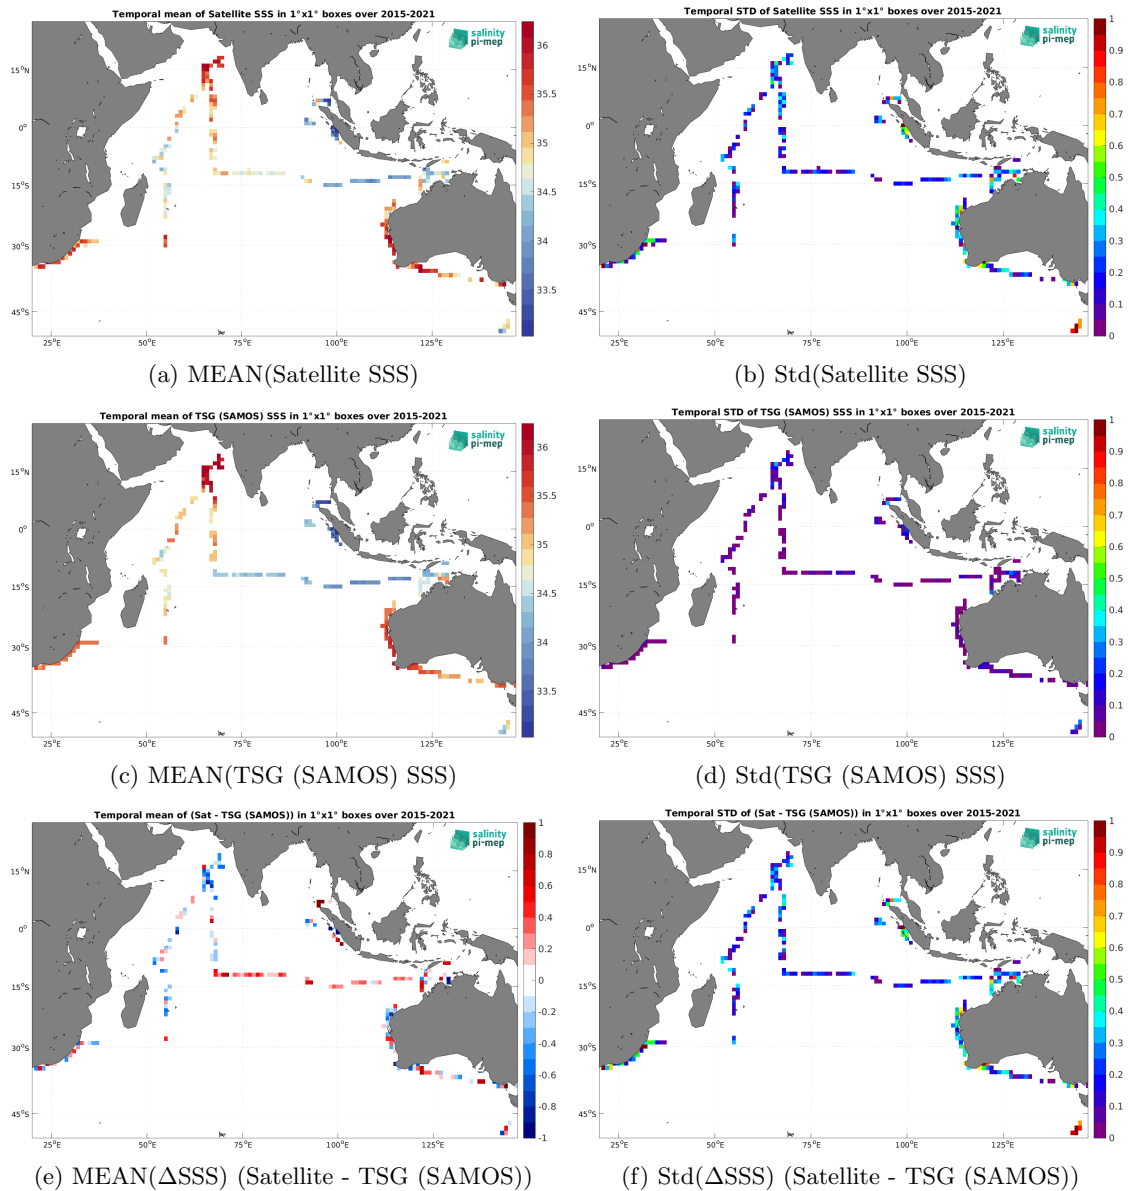 Temporal mean of Satellite SSS in 1°x1° boxes over 2015-2021
salinity
pi-mep
15°N
0°
15°S
30°S
45°S
25°E
50°E
75°E
100°E
125°E
36
35.5
35
34.5
34
33.5
(a) MEAN(Satellite SSS)
Temporal STD of Satellite SSS in 1°x1° boxes over 2015-2021
salinity
pi-mep
15°N
0°
15°S
30°S
45°S
25°E
50°E
75°E
100°E
125°E
1
0.9
0.8
0.7
0.6
0.5
0.4
0.3
0.2
0.1
0
(b) Std(Satellite SSS)
Temporal mean of TSG (SAMOS) SSS in 1°x1° boxes over 2015-2021
salinity
pi-mep
15°N
0°
15°S
30°S
45°S
25°E
50°E
75°E
100°E
125°E
36
35.5
35
34.5
34
33.5
(c) MEAN(TSG (SAMOS) SSS)
Temporal STD of TSG (SAMOS) SSS in 1°x1° boxes over 2015-2021
salinity
pi-mep
15°N
0°
15°S
30°S
45°S
25°E
50°E
75°E
100°E
125°E
1
0.9
0.8
0.7
0.6
0.5
0.4
0.3
0.2
0.1
0
(d) Std(TSG (SAMOS) SSS)
Temporal mean of (Sat - TSG (SAMOS)) in 1°x1° boxes over 2015-2021
salinity
pi-mep
15°N
0°
15°S
30°S
45°S
25°E
50°E
75°E
100°E
125°E
1
0.8
0.6
0.4
0.2
0
-0.2
-0.4
-0.6
-0.8
-1
(e) MEAN(ΔSSS) (Satellite - TSG (SAMOS))
Temporal STD of (Sat - TSG (SAMOS)) in 1°x1° boxes over 2015-2021
salinity
pi-mep
15°N
0°
15°S
30°S
45°S
25°E
50°E
75°E
100°E
125°E
1
0.9
0.8
0.7
0.6
0.5
0.4
0.3
0.2
0.1
0
(f) Std(ΔSSS) (Satellite - TSG (SAMOS))